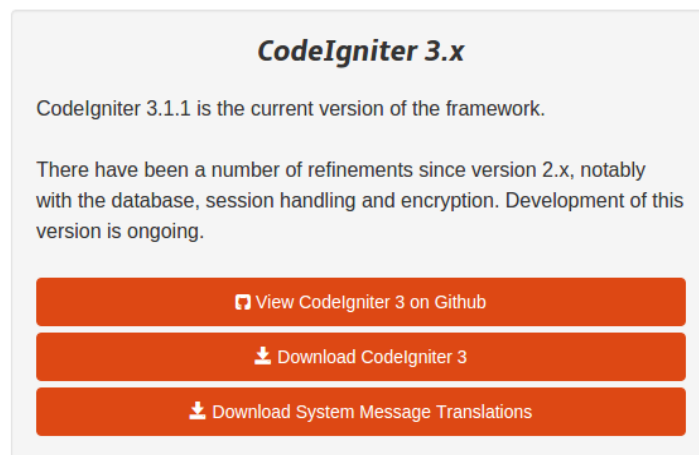 CodeIgniter 3.x
CodeIgniter 3.1.1 is the current version of the framework.
There have been a number of refinements since version 2.x, notably
with the database, session handling and encryption. Development of this
version is ongoing.
View CodeIgniter 3 on Github
Download CodeIgniter 3
Download System Message Translations